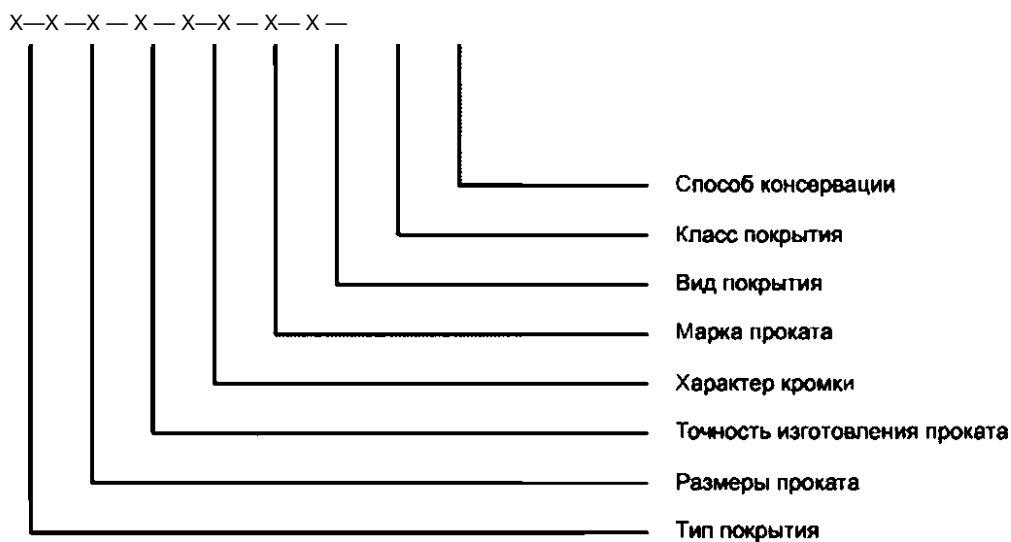 X—X —X — X — X—X — X— X —
Способ консервации
Класс покрытия
Вид покрытия
Марка проката
Характер кромки
Точность изготовления проката
Размеры проката
Тип покрытия